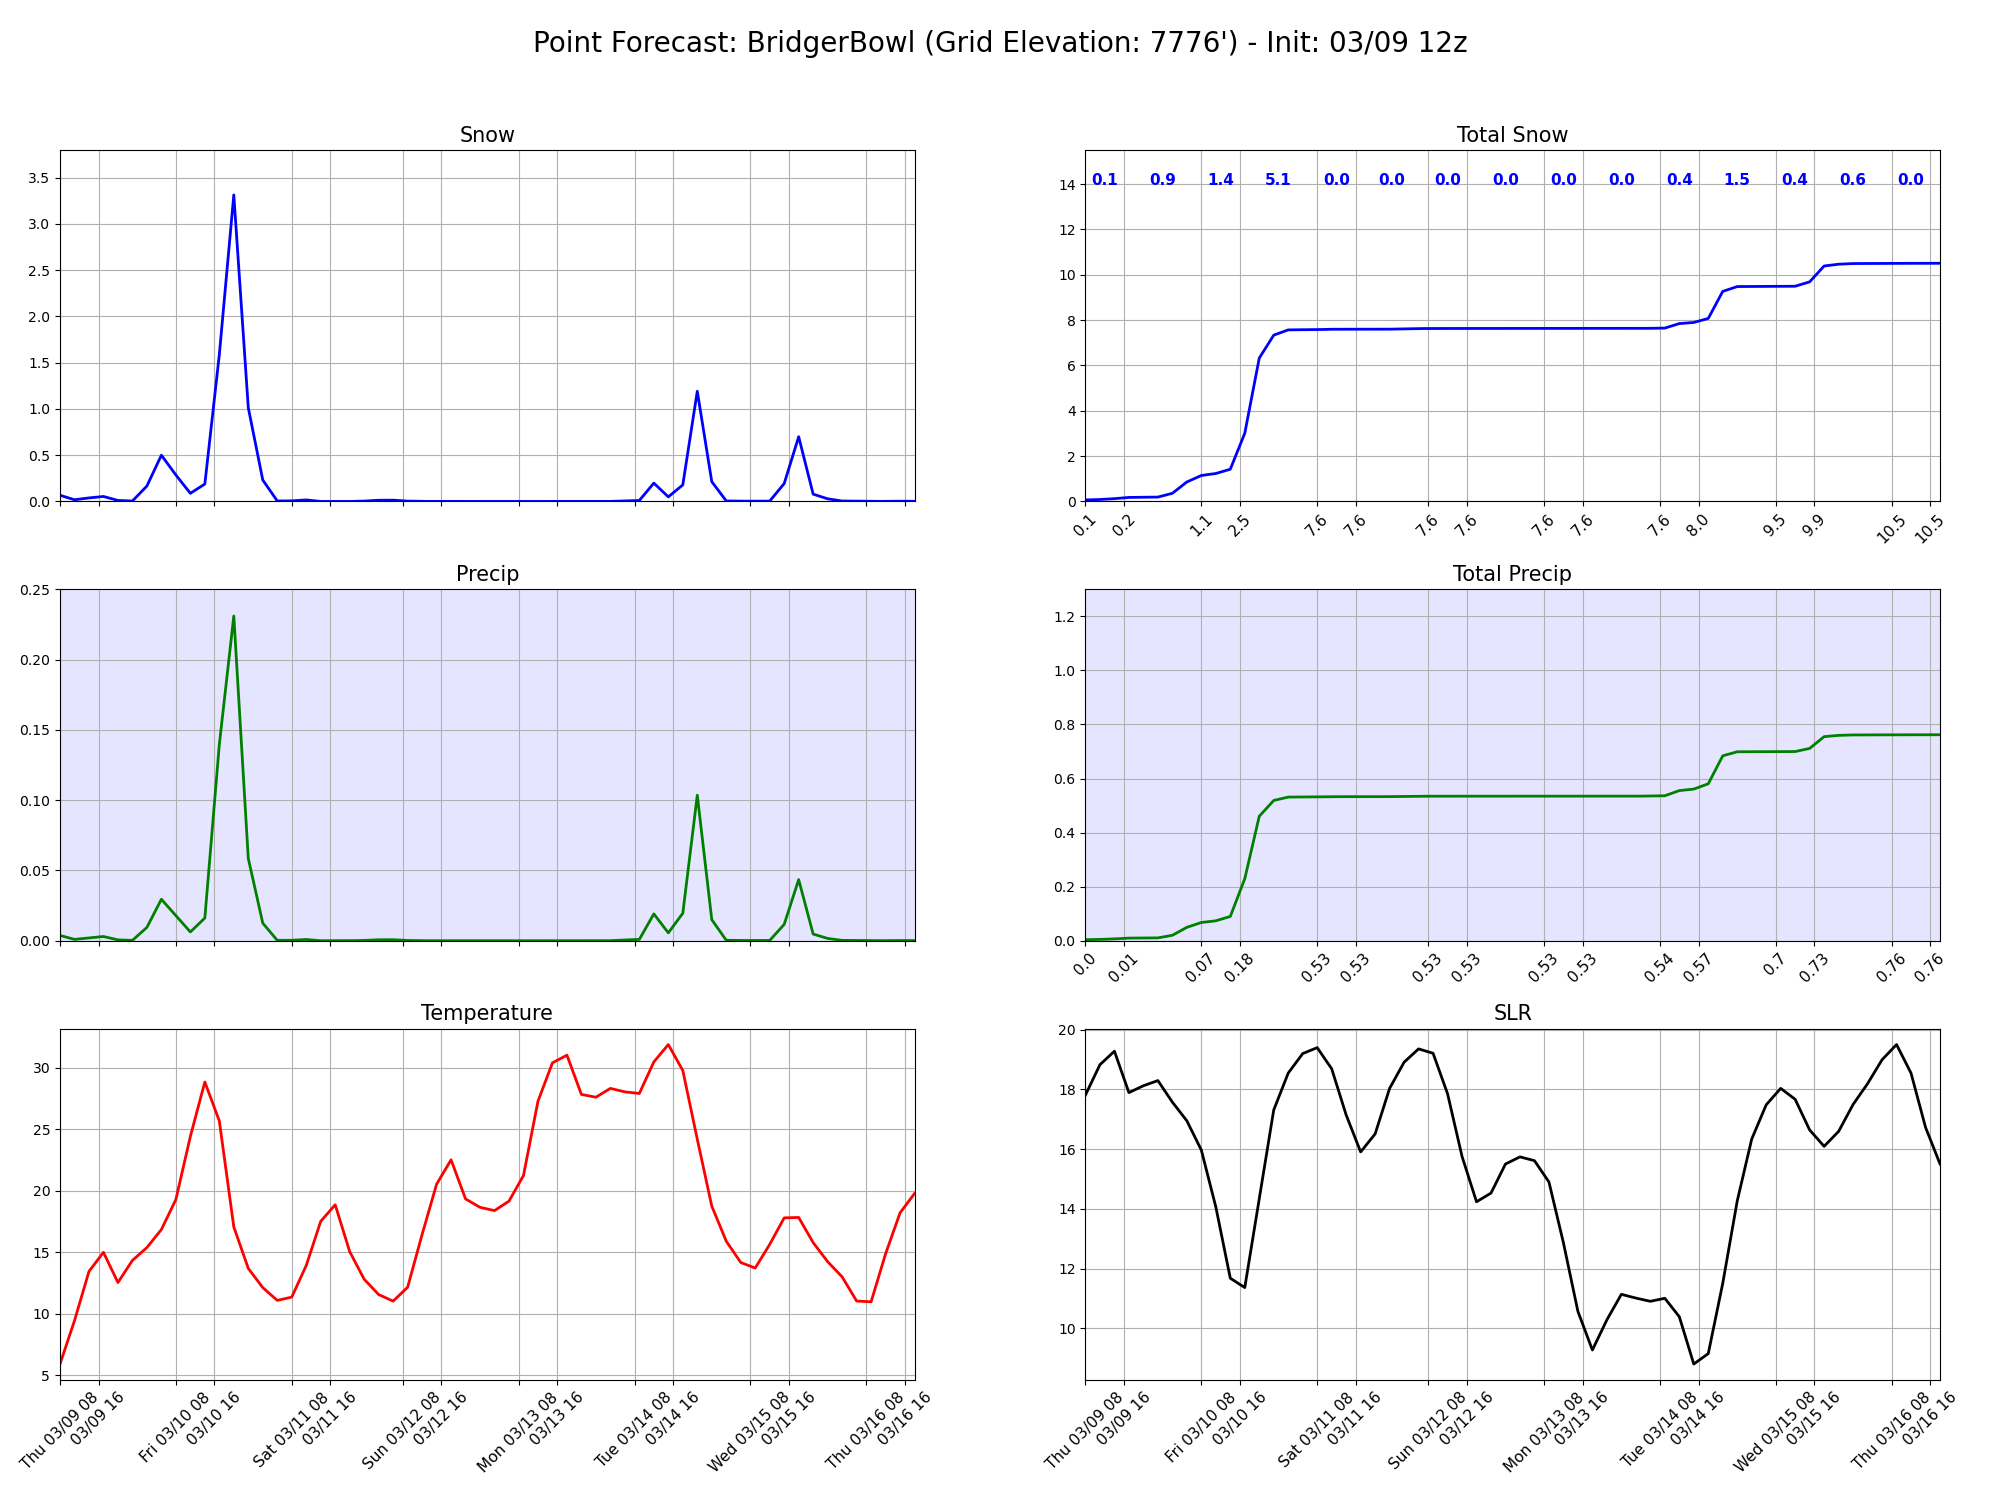 Point Forecast: BridgerBowl (Grid Elevation: 7776') - Init: 03/09 12z
Snow
3.5
3.0
2.5
2.0
1.5
1.0
0.5
0.0
Total Snow
0.1 0.9 1.4 5.1 0.0 0.0 0.0 0.0 0.0 0.0 0.4 1.5 0.4 0.6 0.0
14
12
10
8
6
4
2
0
0.1 0.2 1.1 2.5 7.6 7.6 7.6 7.6 7.6 7.6 7.6 8.0 9.5 9.9 10.5 10.5
Precip
0.25
0.20
0.15
0.10
0.05
0.00
Total Precip
1.2
1.0
0.8
0.6
0.4
0.2
0.0
0.0 0.01 0.07 0.18 0.53 0.53 0.53 0.53 0.53 0.53 0.54 0.57 0.7 0.73 0.76 0.76
Temperature
30
25
20
15
10
5
Thu 03/09 08
03/09 16
Fri 03/10 08
03/10 16
Sat 03/11 08
03/11 16
Sun 03/12 08
03/12 16
Mon 03/13 08
03/13 16
Tue 03/14 08
03/14 16
Wed 03/15 08
03/15 16
Thu 03/16 08
03/16 16
SLR
20
18
16
14
12
10
Thu 03/09 08
03/09 16
Fri 03/10 08
03/10 16
Sat 03/11 08
03/11 16
Sun 03/12 08
03/12 16
Mon 03/13 08
03/13 16
Tue 03/14 08
03/14 16
Wed 03/15 08
03/15 16
Thu 03/16 08
03/16 16